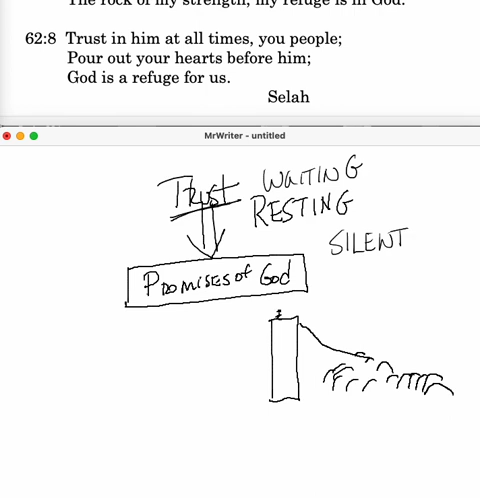 The rock of my strength, my refuge is in God.
62:8 Trust in him at all times, you people;
Pour out your hearts before him;
God is a refuge for us.
Selah
MrWriter - untitled
Trust WAITING
RESTING
SILENT
PROMISES of GOD